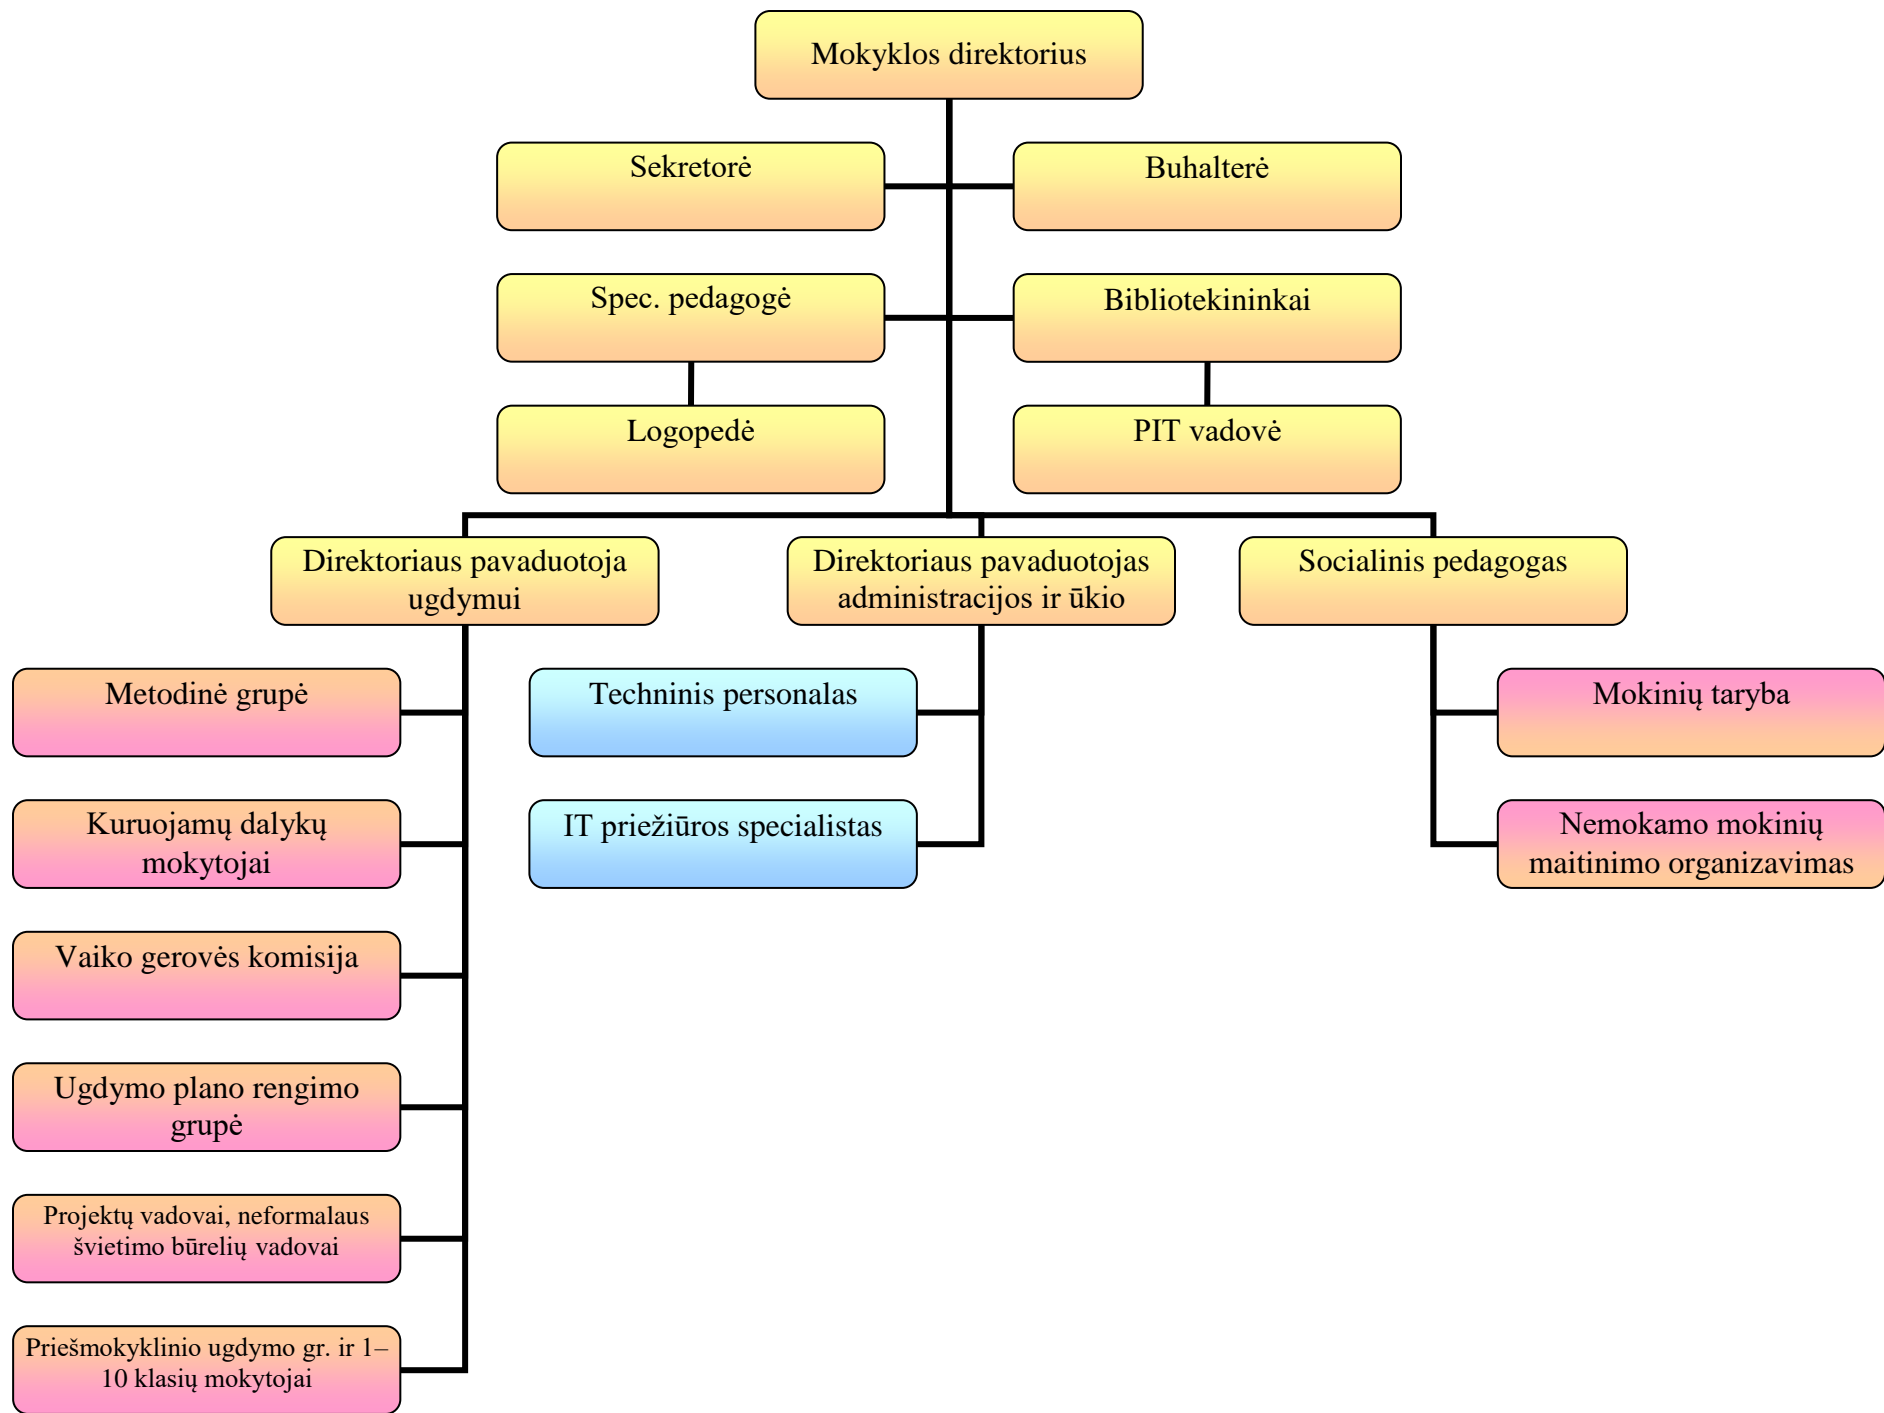 Mokyklos direktorius
Sekretorė
Buhalterė
Spec. pedagogė
Bibliotekininkai
Logopedė
PIT vadovė
Direktoriaus pavaduotoja
ugdymui
Direktoriaus pavaduotojas
administracijos ir ūkio
Socialinis pedagogas
Metodinė grupė
Techninis personalas
Mokinių taryba
Kuruojamų dalykų
mokytojai
IT priežiūros specialistas
Nemokamo mokinių
maitinimo organizavimas
Vaiko gerovės komisija
Ugdymo plano rengimo
grupė
Projektų vadovai, neformalaus
švietimo būrelių vadovai
Priešmokyklinio ugdymo gr. ir 1–
10 klasių mokytojai